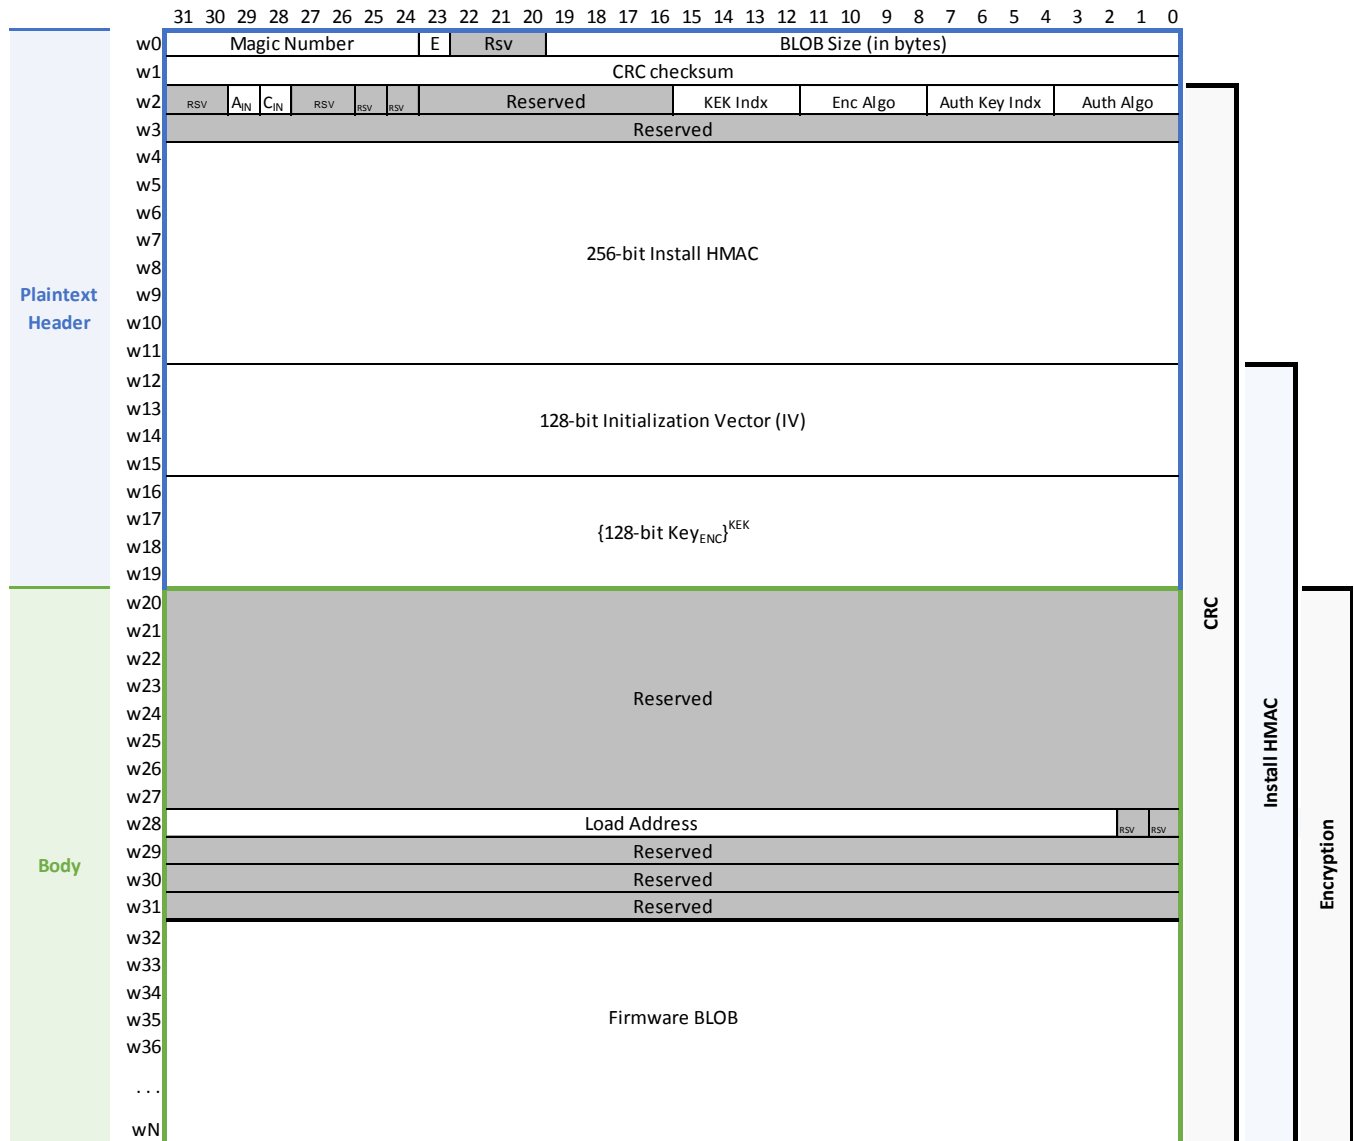 31 30 29 28 27 26 25 24 23 22 21 20 19 18 17 16 15 14 13 12 11 10 9 8 7 6 5 4 3 2 1 0
w0 Magic Number E Rsv BLOB Size (in bytes)
w1 CRC checksum
w2 RSV AIN CIN RSV RSV RSV Reserved KEK Indx Enc Algo Auth Key Indx Auth Algo
w3 Reserved
w4
w5
w6
w7
256-bit Install HMAC
w8
w9
Plaintext
Header
w10
w11
w12
w13
128-bit Initialization Vector (IV)
w14
w15
w16
w17
{128-bit KeyENC}KEK
w18
w19
w20
CRC
w21
w22
w23
Reserved
w24
w25
w26
w27
Install HMAC
w28 Load Address RSV RSV
w29 Reserved
Body
w30 Reserved
w31 Reserved
Encryption
w32
w33
w34
w35 Firmware BLOB
w36
...
wN